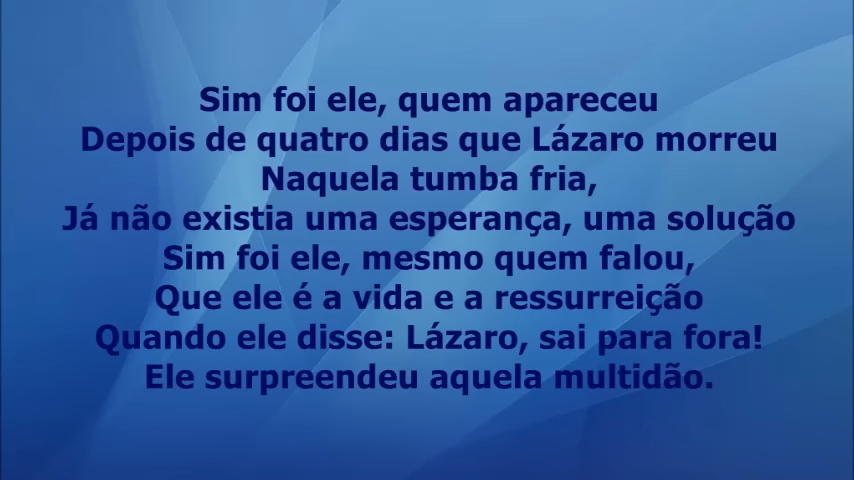 Sim foi ele, quem apareceu
Depois de quatro dias que Lázaro morreu
Naquela tumba fria,
Já não existia uma esperança, uma solução
Sim foi ele, mesmo quem falou,
Que ele é a vida e a ressurreição
Quando ele disse: Lázaro, sai para fora!
Ele surpreendeu aquela multidão.